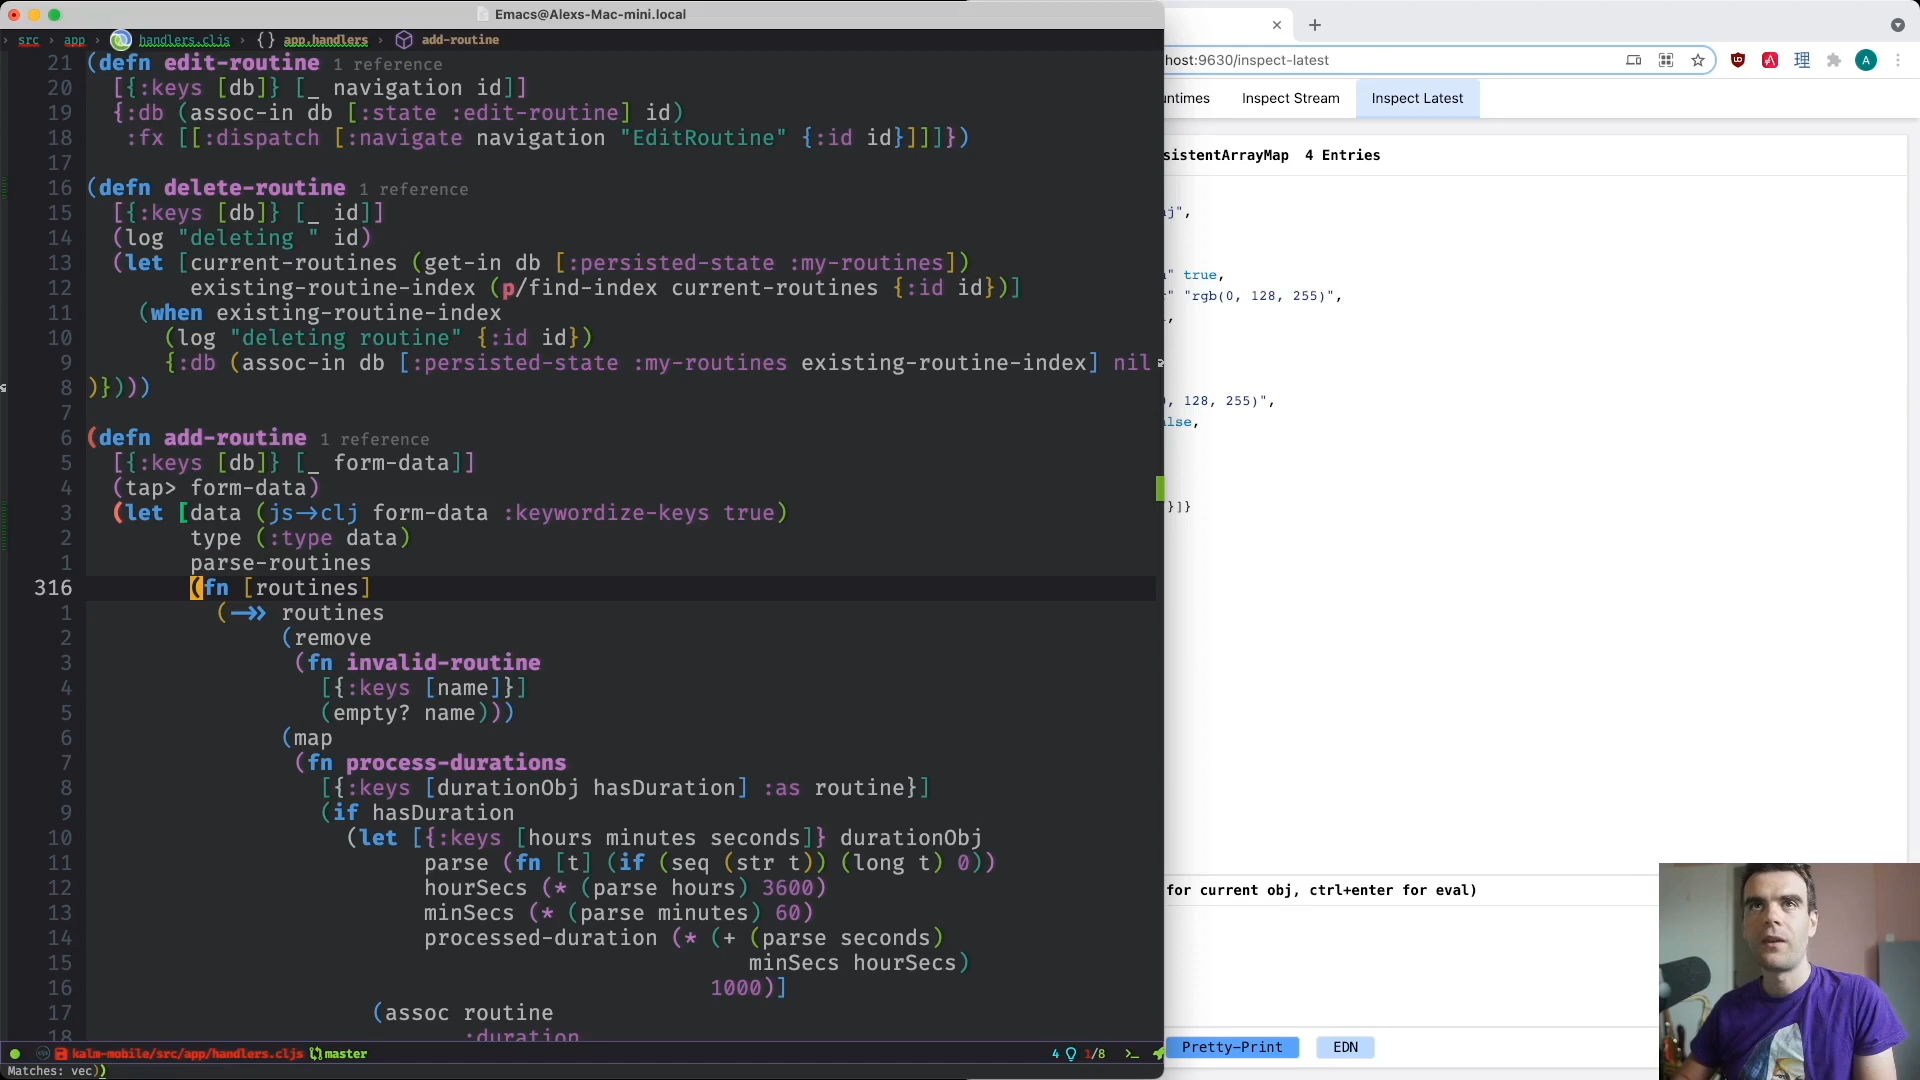 Emacs@Alexs-Mac-mini.local
src › app › handlers.cljs › {} app.handlers › add-routine
21 (defn edit-routine 1 reference
20 [{:keys [db]} [_ navigation id]]
19 {:db (assoc-in db [:state :edit-routine] id)
18 :fx [[:dispatch [:navigate navigation "EditRoutine" {:id id}]]]})
17
16 (defn delete-routine 1 reference
15 [{:keys [db]} [_ id]]
14 (log "deleting " id)
13 (let [current-routines (get-in db [:persisted-state :my-routines])
12 existing-routine-index (p/find-index current-routines {:id id})]
11 (when existing-routine-index
10 (log "deleting routine" {:id id})
9 {:db (assoc-in db [:persisted-state :my-routines existing-routine-index] nil
8 )})))
7
6 (defn add-routine 1 reference
5 [{:keys [db]} [_ form-data]]
4 (tap> form-data)
3 (let [data (js->clj form-data :keywordize-keys true)
2 type (:type data)
1 parse-routines
316 (fn [routines]
1 (->> routines
2 (remove
3 (fn invalid-routine
4 [{:keys [name]}]
5 (empty? name)))
6 (map
7 (fn process-durations
8 [{:keys [durationObj hasDuration] :as routine}]
9 (if hasDuration
10 (let [{:keys [hours minutes seconds]} durationObj
11 parse (fn [t] (if (seq (str t)) (long t) 0))
12 hourSecs (* (parse hours) 3600)
13 minSecs (* (parse minutes) 60)
14 processed-duration (* (+ (parse seconds)
15 minSecs hourSecs)
16 1000)]
17 (assoc routine
18 :duration
kalm-mobile/src/app/handlers.cljs master 4 1/8
Matches: vec))
host:9630/inspect-latest
A
理
untimes Inspect Stream Inspect Latest
sistentArrayMap 4 Entries
j",
" true,
" "rgb(0, 128, 255)",
,
, 128, 255)",
alse,
}]}
for current obj, ctrl+enter for eval)
Pretty-Print EDN